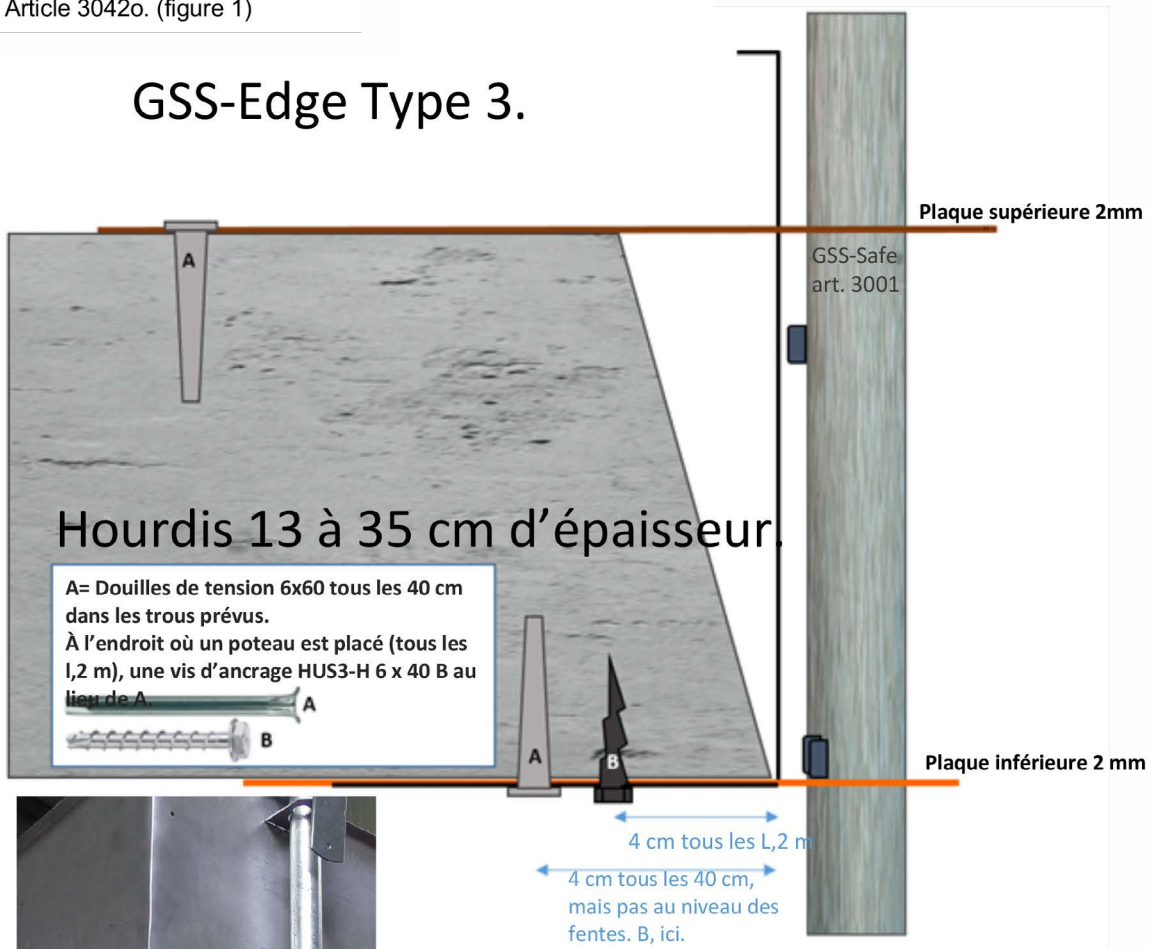 Article 3042o. (figure 1)
GSS-Edge Type 3.
Plaque supérieure 2mm
A
GSS-Safe
art. 3001
Hourdis 13 à 35 cm d’épaisseur.
A= Douilles de tension 6x60 tous les 40 cm
dans les trous prévus.
À l’endroit où un poteau est placé (tous les
l,2 m), une vis d’ancrage HUS3-H 6 x 40 B au
lieu de A.
A
B
A
B
Plaque inférieure 2 mm
4 cm tous les L,2 m
4 cm tous les 40 cm,
mais pas au niveau des
fentes. B, ici.